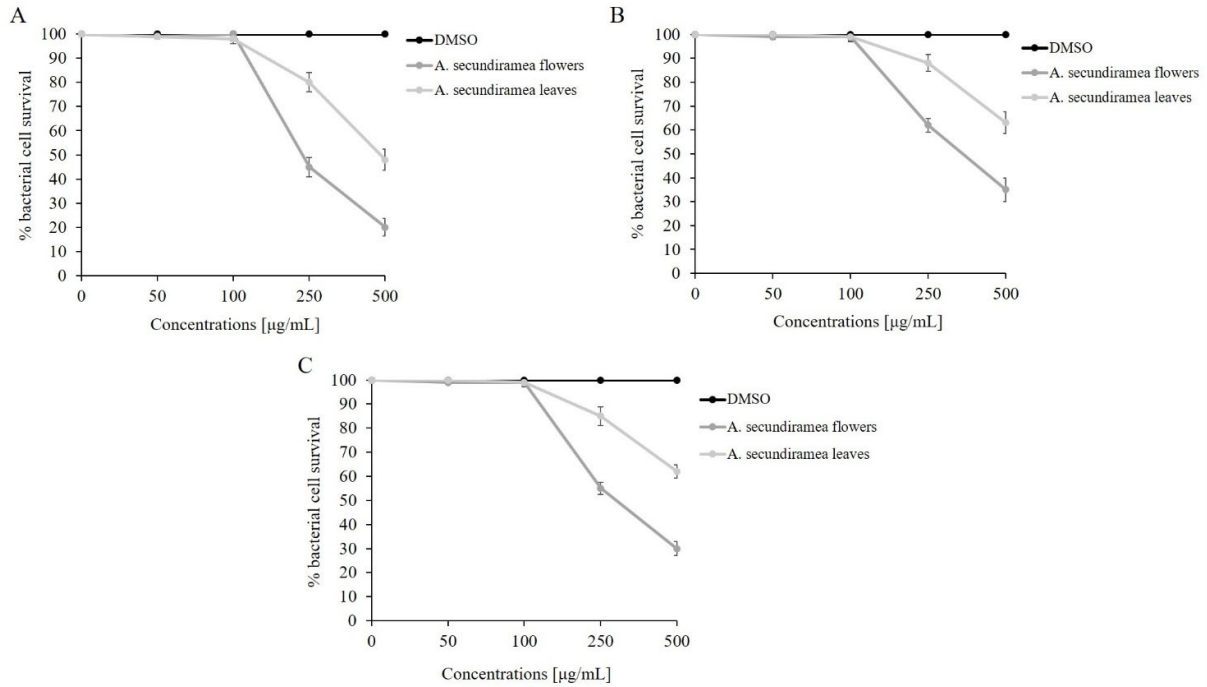 A
100
90
80
70
60
50
40
30
20
10
0
% bacterial cell survival
0 50 100 250 500
Concentrations [µg/mL]
DMSO
A. secundiramea flowers
A. secundiramea leaves
B
100
90
80
70
60
50
40
30
20
10
0
% bacterial cell survival
0 50 100 250 500
Concentrations [µg/mL]
DMSO
A. secundiramea flowers
A. secundiramea leaves
C
100
90
80
70
60
50
40
30
20
10
0
% bacterial cell survival
0 50 100 250 500
Concentrations [µg/mL]
DMSO
A. secundiramea flowers
A. secundiramea leaves